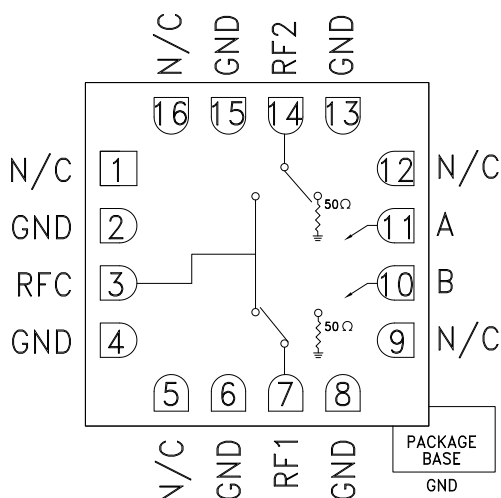 N/C GND RF2 GND
16 15 14 13
N/C 1 12 N/C
50Ω
GND 2 11 A
RFC 3 10 B
50 Ω
GND 4 9 N/C
5 6 7 8
N/C GND RF1 GND
PACKAGE
BASE
GND